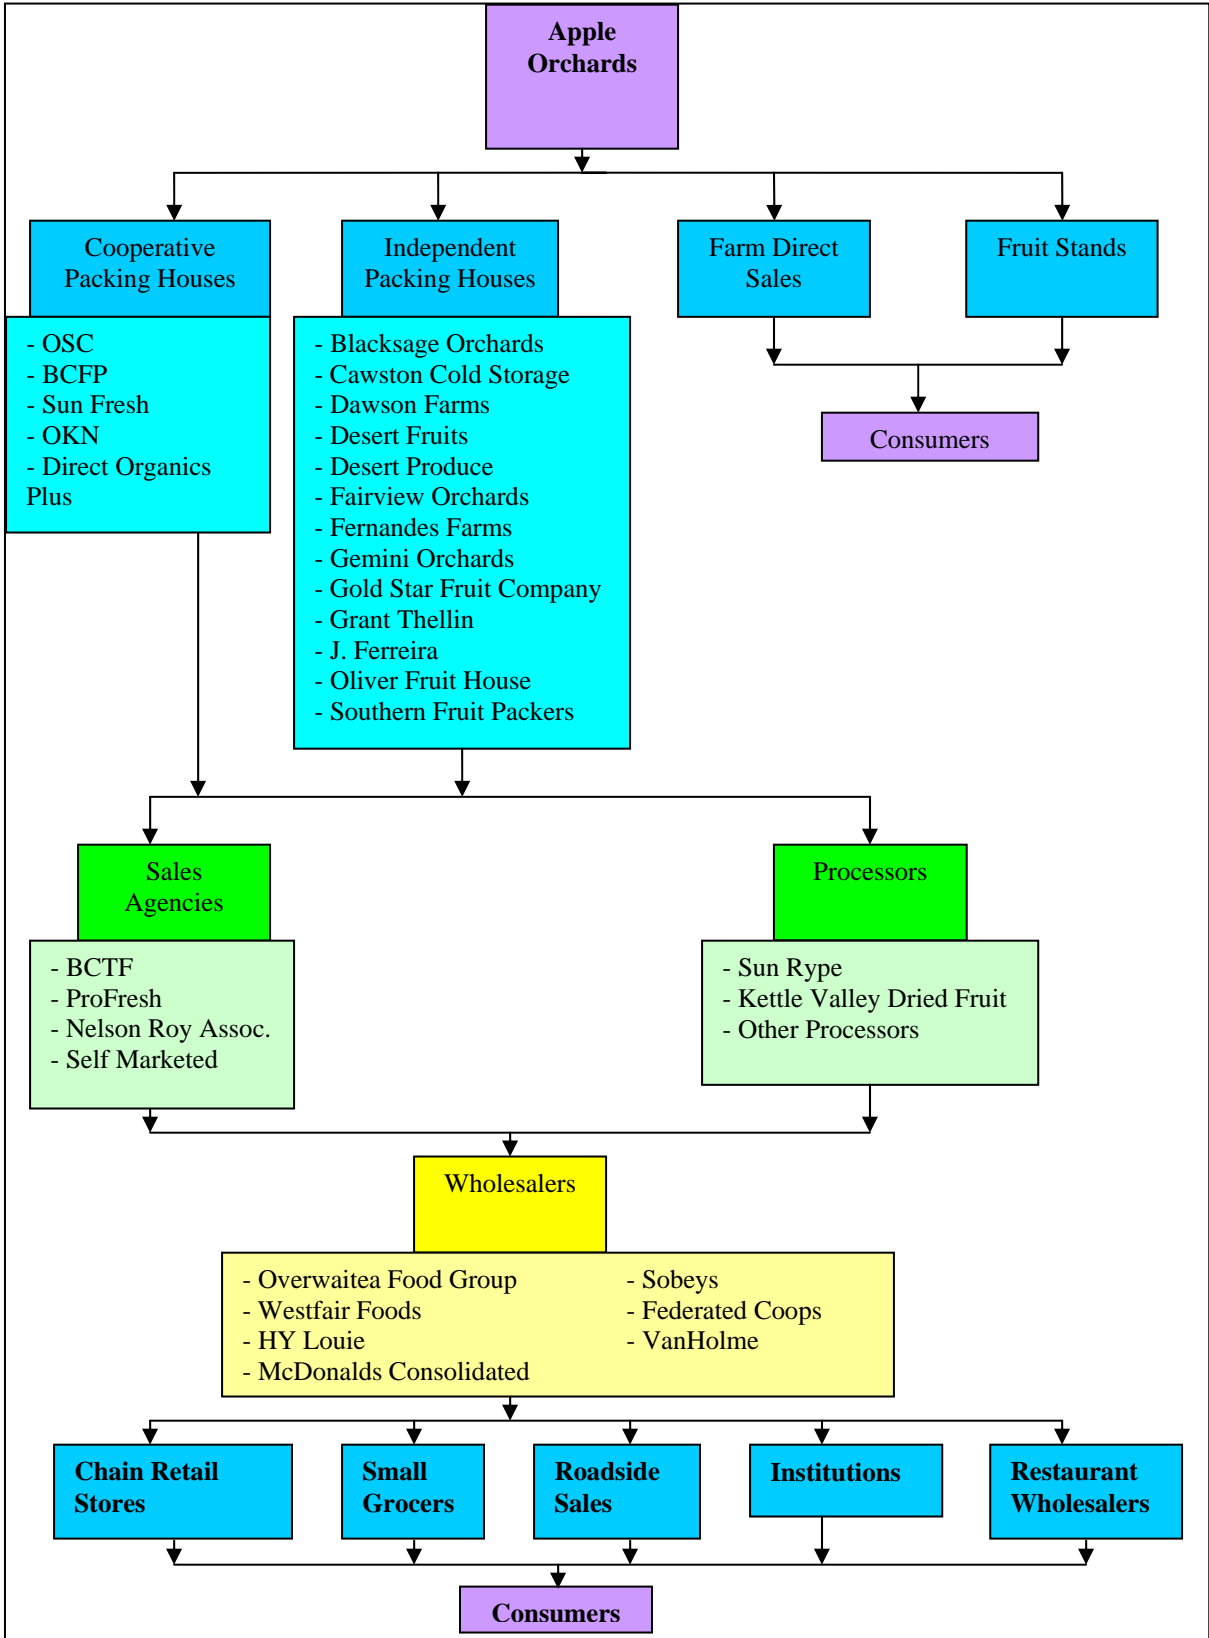 Apple
Orchards
Cooperative
Packing Houses
Independent
Packing Houses
Farm Direct
Sales
Fruit Stands
- OSC
- BCFP
- Sun Fresh
- OKN
- Direct Organics
Plus
- Blacksage Orchards
- Cawston Cold Storage
- Dawson Farms
- Desert Fruits
- Desert Produce
- Fairview Orchards
- Fernandes Farms
- Gemini Orchards
- Gold Star Fruit Company
- Grant Thellin
- J. Ferreira
- Oliver Fruit House
- Southern Fruit Packers
Consumers
Sales
Agencies
Processors
- BCTF
- ProFresh
- Nelson Roy Assoc.
- Self Marketed
- Sun Rype
- Kettle Valley Dried Fruit
- Other Processors
Wholesalers
- Overwaitea Food Group
- Westfair Foods
- HY Louie
- McDonalds Consolidated
- Sobeys
- Federated Coops
- VanHolme
Chain Retail
Stores
Small
Grocers
Roadside
Sales
Institutions
Restaurant
Wholesalers
Consumers